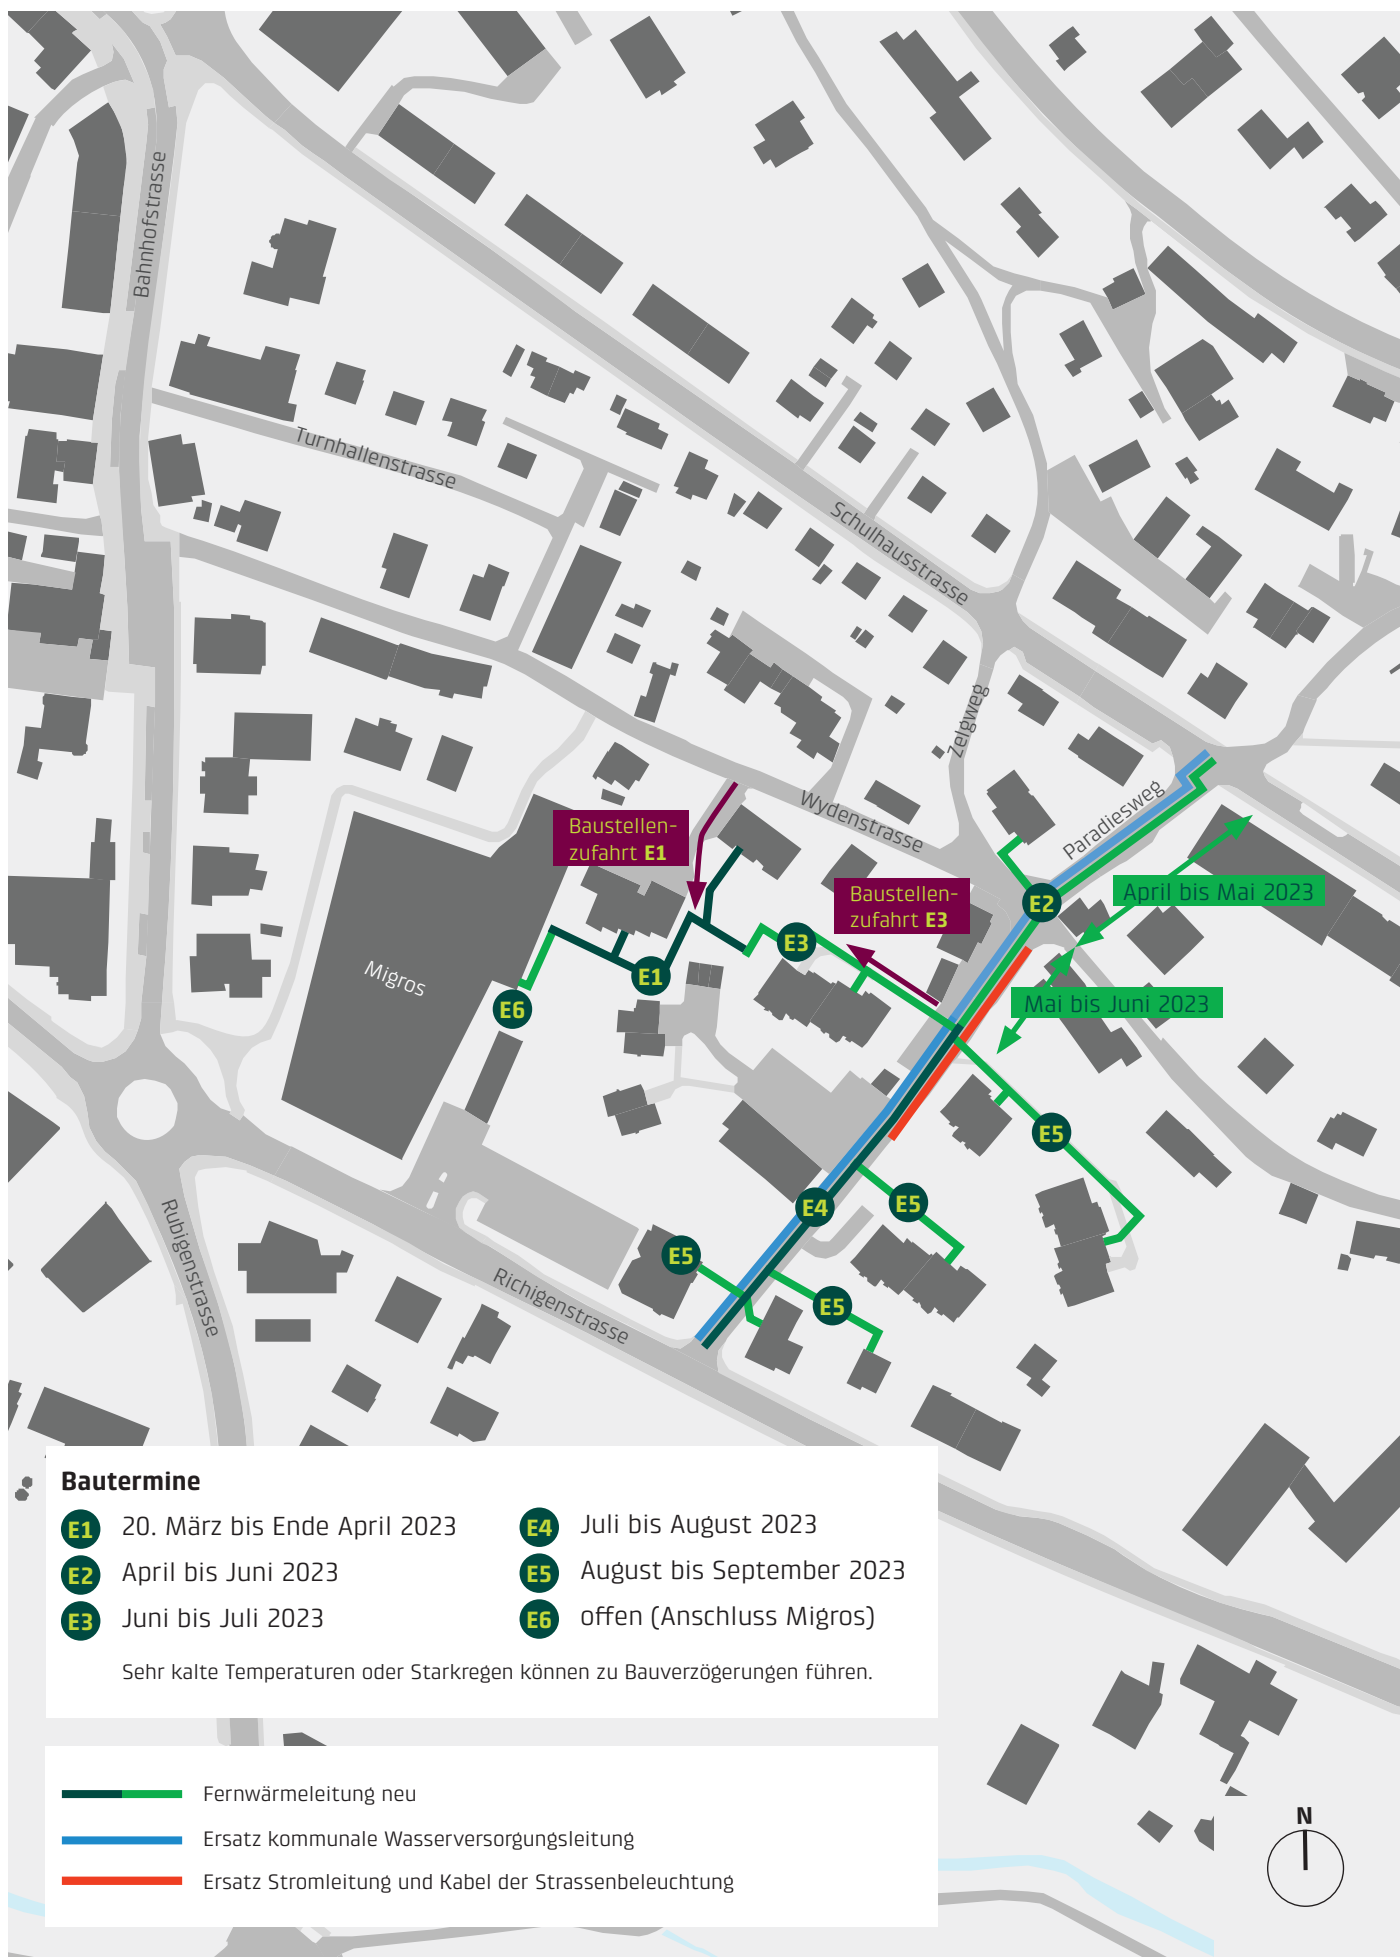 Bahnhofstrasse
Turnhallenstrasse
Schulhausstrasse
Zelgweg
Paradiesweg
Wydenstrasse
Baustellen-
zufahrt E1
Baustellen-
zufahrt E3
E2
April bis Mai 2023
E3
E1
Migros
E6
Mai bis Juni 2023
E5
E5
E4
E5
E5
Rubigenstrasse
Richigenstrasse
Bautermine
E1 20. März bis Ende April 2023
E2 April bis Juni 2023
E3 Juni bis Juli 2023
E4 Juli bis August 2023
E5 August bis September 2023
E6 offen (Anschluss Migros)
Sehr kalte Temperaturen oder Starkregen können zu Bauverzögerungen führen.
Fernwärmeleitung neu
Ersatz kommunale Wasserversorgungsleitung
Ersatz Stromleitung und Kabel der Strassenbeleuchtung
N